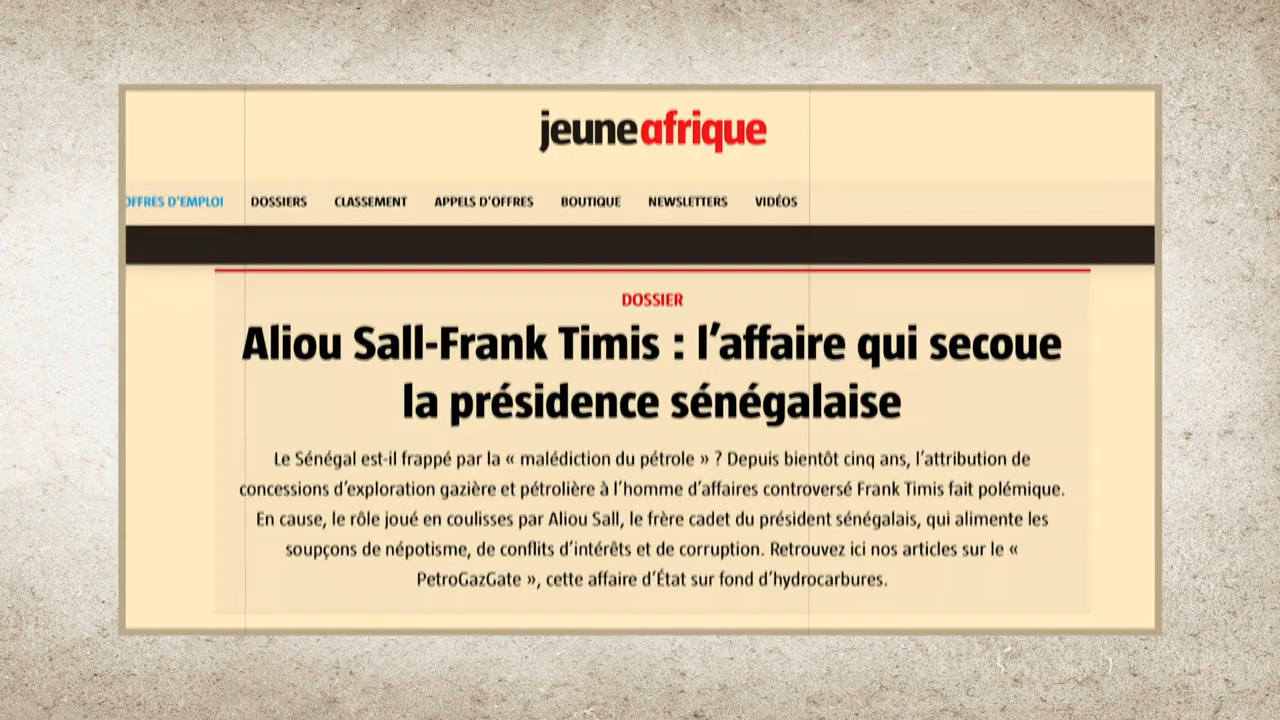 jeune afrique
OFFRES D'EMPLOI DOSSIERS CLASSEMENT APPELS D'OFFRES BOUTIQUE NEWSLETTERS VIDÉOS
DOSSIER
Aliou Sall-Frank Timis : l'affaire qui secoue
la présidence sénégalaise
Le Sénégal est-il frappé par la « malédiction du pétrole » ? Depuis bientôt cinq ans, l'attribution de
concessions d'exploration gazière et pétrolière à l'homme d'affaires controversé Frank Timis fait polémique.
En cause, le rôle joué en coulisses par Aliou Sall, le frère cadet du président sénégalais, qui alimente les
soupçons de népotisme, de conflits d'intérêts et de corruption. Retrouvez ici nos articles sur le «
PetroGazGate », cette affaire d'État sur fond d'hydrocarbures.